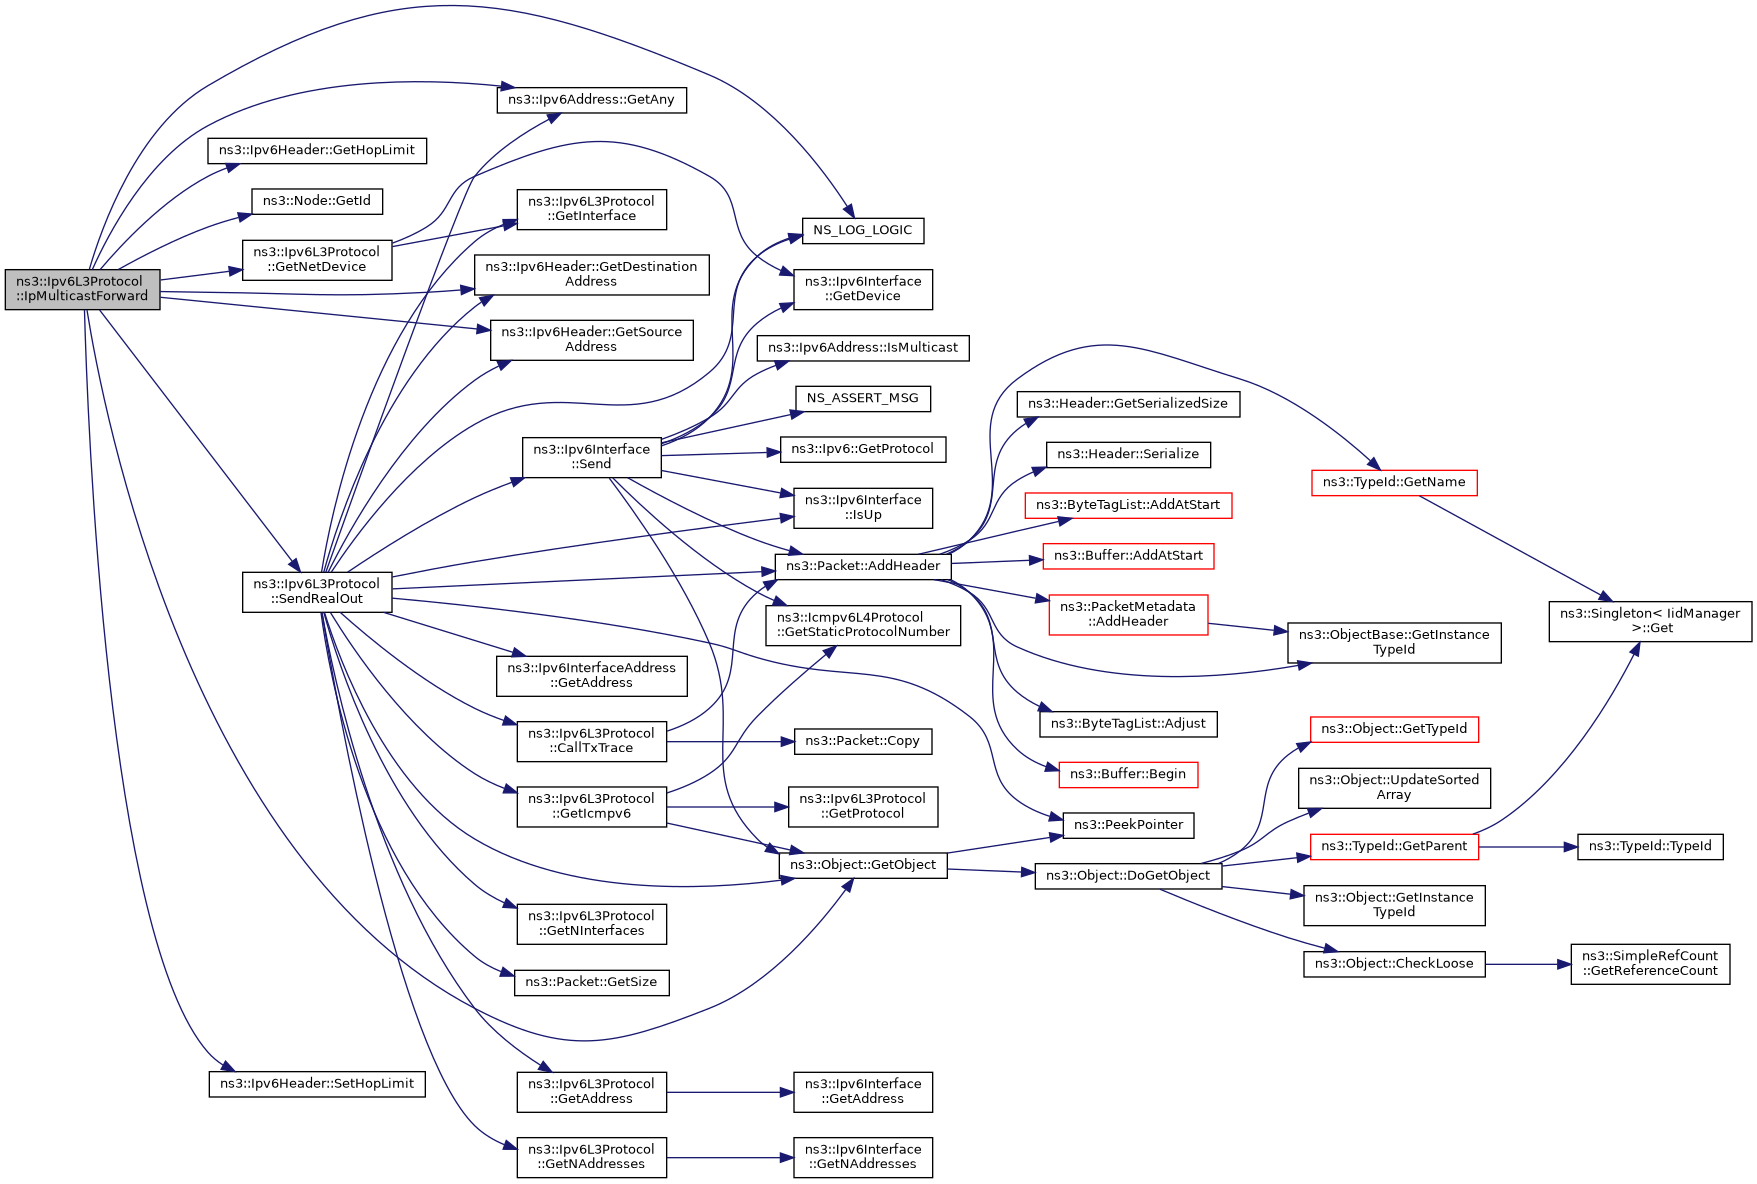 ns3::Ipv6L3Protocol
::IpMulticastForward
ns3::Ipv6Header::GetHopLimit
ns3::Node::GetId
ns3::Ipv6L3Protocol
::GetNetDevice
ns3::Ipv6L3Protocol
::SendRealOut
ns3::Ipv6Header::SetHopLimit
ns3::Ipv6Address::GetAny
ns3::Ipv6L3Protocol
::GetInterface
ns3::Ipv6Header::GetDestination
Address
ns3::Ipv6Header::GetSource
Address
ns3::Ipv6Interface
::Send
ns3::Ipv6InterfaceAddress
::GetAddress
ns3::Ipv6L3Protocol
::CallTxTrace
ns3::Ipv6L3Protocol
::GetIcmpv6
ns3::Ipv6L3Protocol
::GetNInterfaces
ns3::Packet::GetSize
ns3::Ipv6L3Protocol
::GetAddress
ns3::Ipv6L3Protocol
::GetNAddresses
NS_LOG_LOGIC
ns3::Ipv6Interface
::GetDevice
ns3::Ipv6Address::IsMulticast
NS_ASSERT_MSG
ns3::Ipv6::GetProtocol
ns3::Ipv6Interface
::IsUp
ns3::Packet::AddHeader
ns3::Icmpv6L4Protocol
::GetStaticProtocolNumber
ns3::Packet::Copy
ns3::Ipv6L3Protocol
::GetProtocol
ns3::Object::GetObject
ns3::Ipv6Interface
::GetAddress
ns3::Ipv6Interface
::GetNAddresses
ns3::Header::GetSerializedSize
ns3::Header::Serialize
ns3::ByteTagList::AddAtStart
ns3::Buffer::AddAtStart
ns3::PacketMetadata
::AddHeader
ns3::ByteTagList::Adjust
ns3::Buffer::Begin
ns3::PeekPointer
ns3::Object::DoGetObject
ns3::TypeId::GetName
ns3::ObjectBase::GetInstance
TypeId
ns3::Object::GetTypeId
ns3::Object::UpdateSorted
Array
ns3::TypeId::GetParent
ns3::Object::GetInstance
TypeId
ns3::Object::CheckLoose
ns3::Singleton< IidManager
>::Get
ns3::TypeId::TypeId
ns3::SimpleRefCount
::GetReferenceCount